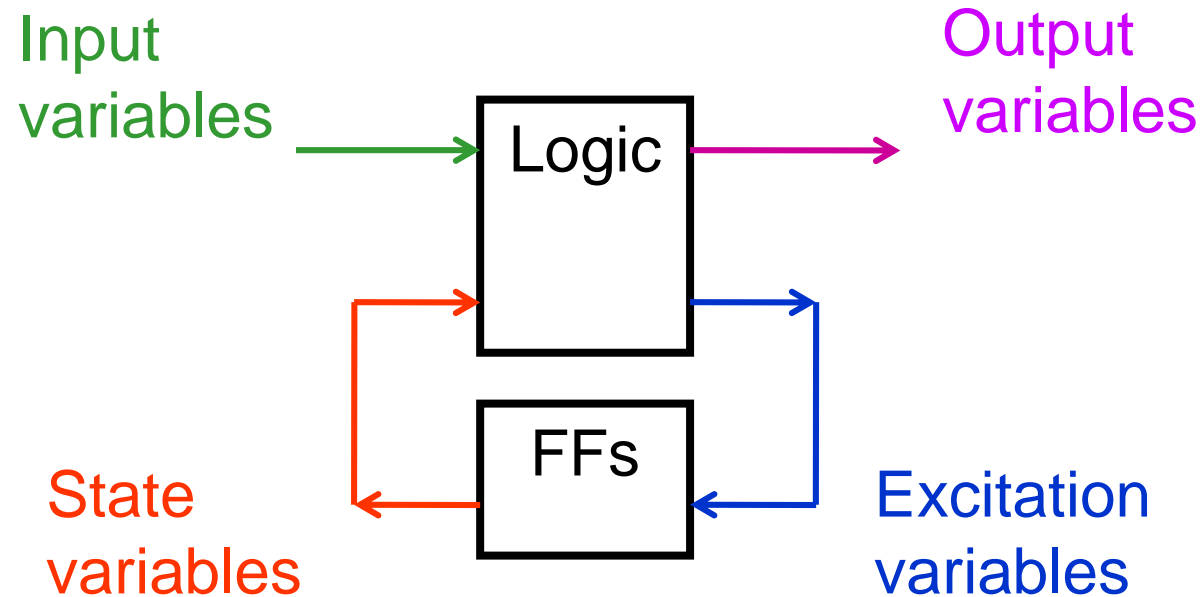 Input
variables
Output
variables
Logic
FFs
State
variables
Excitation
variables